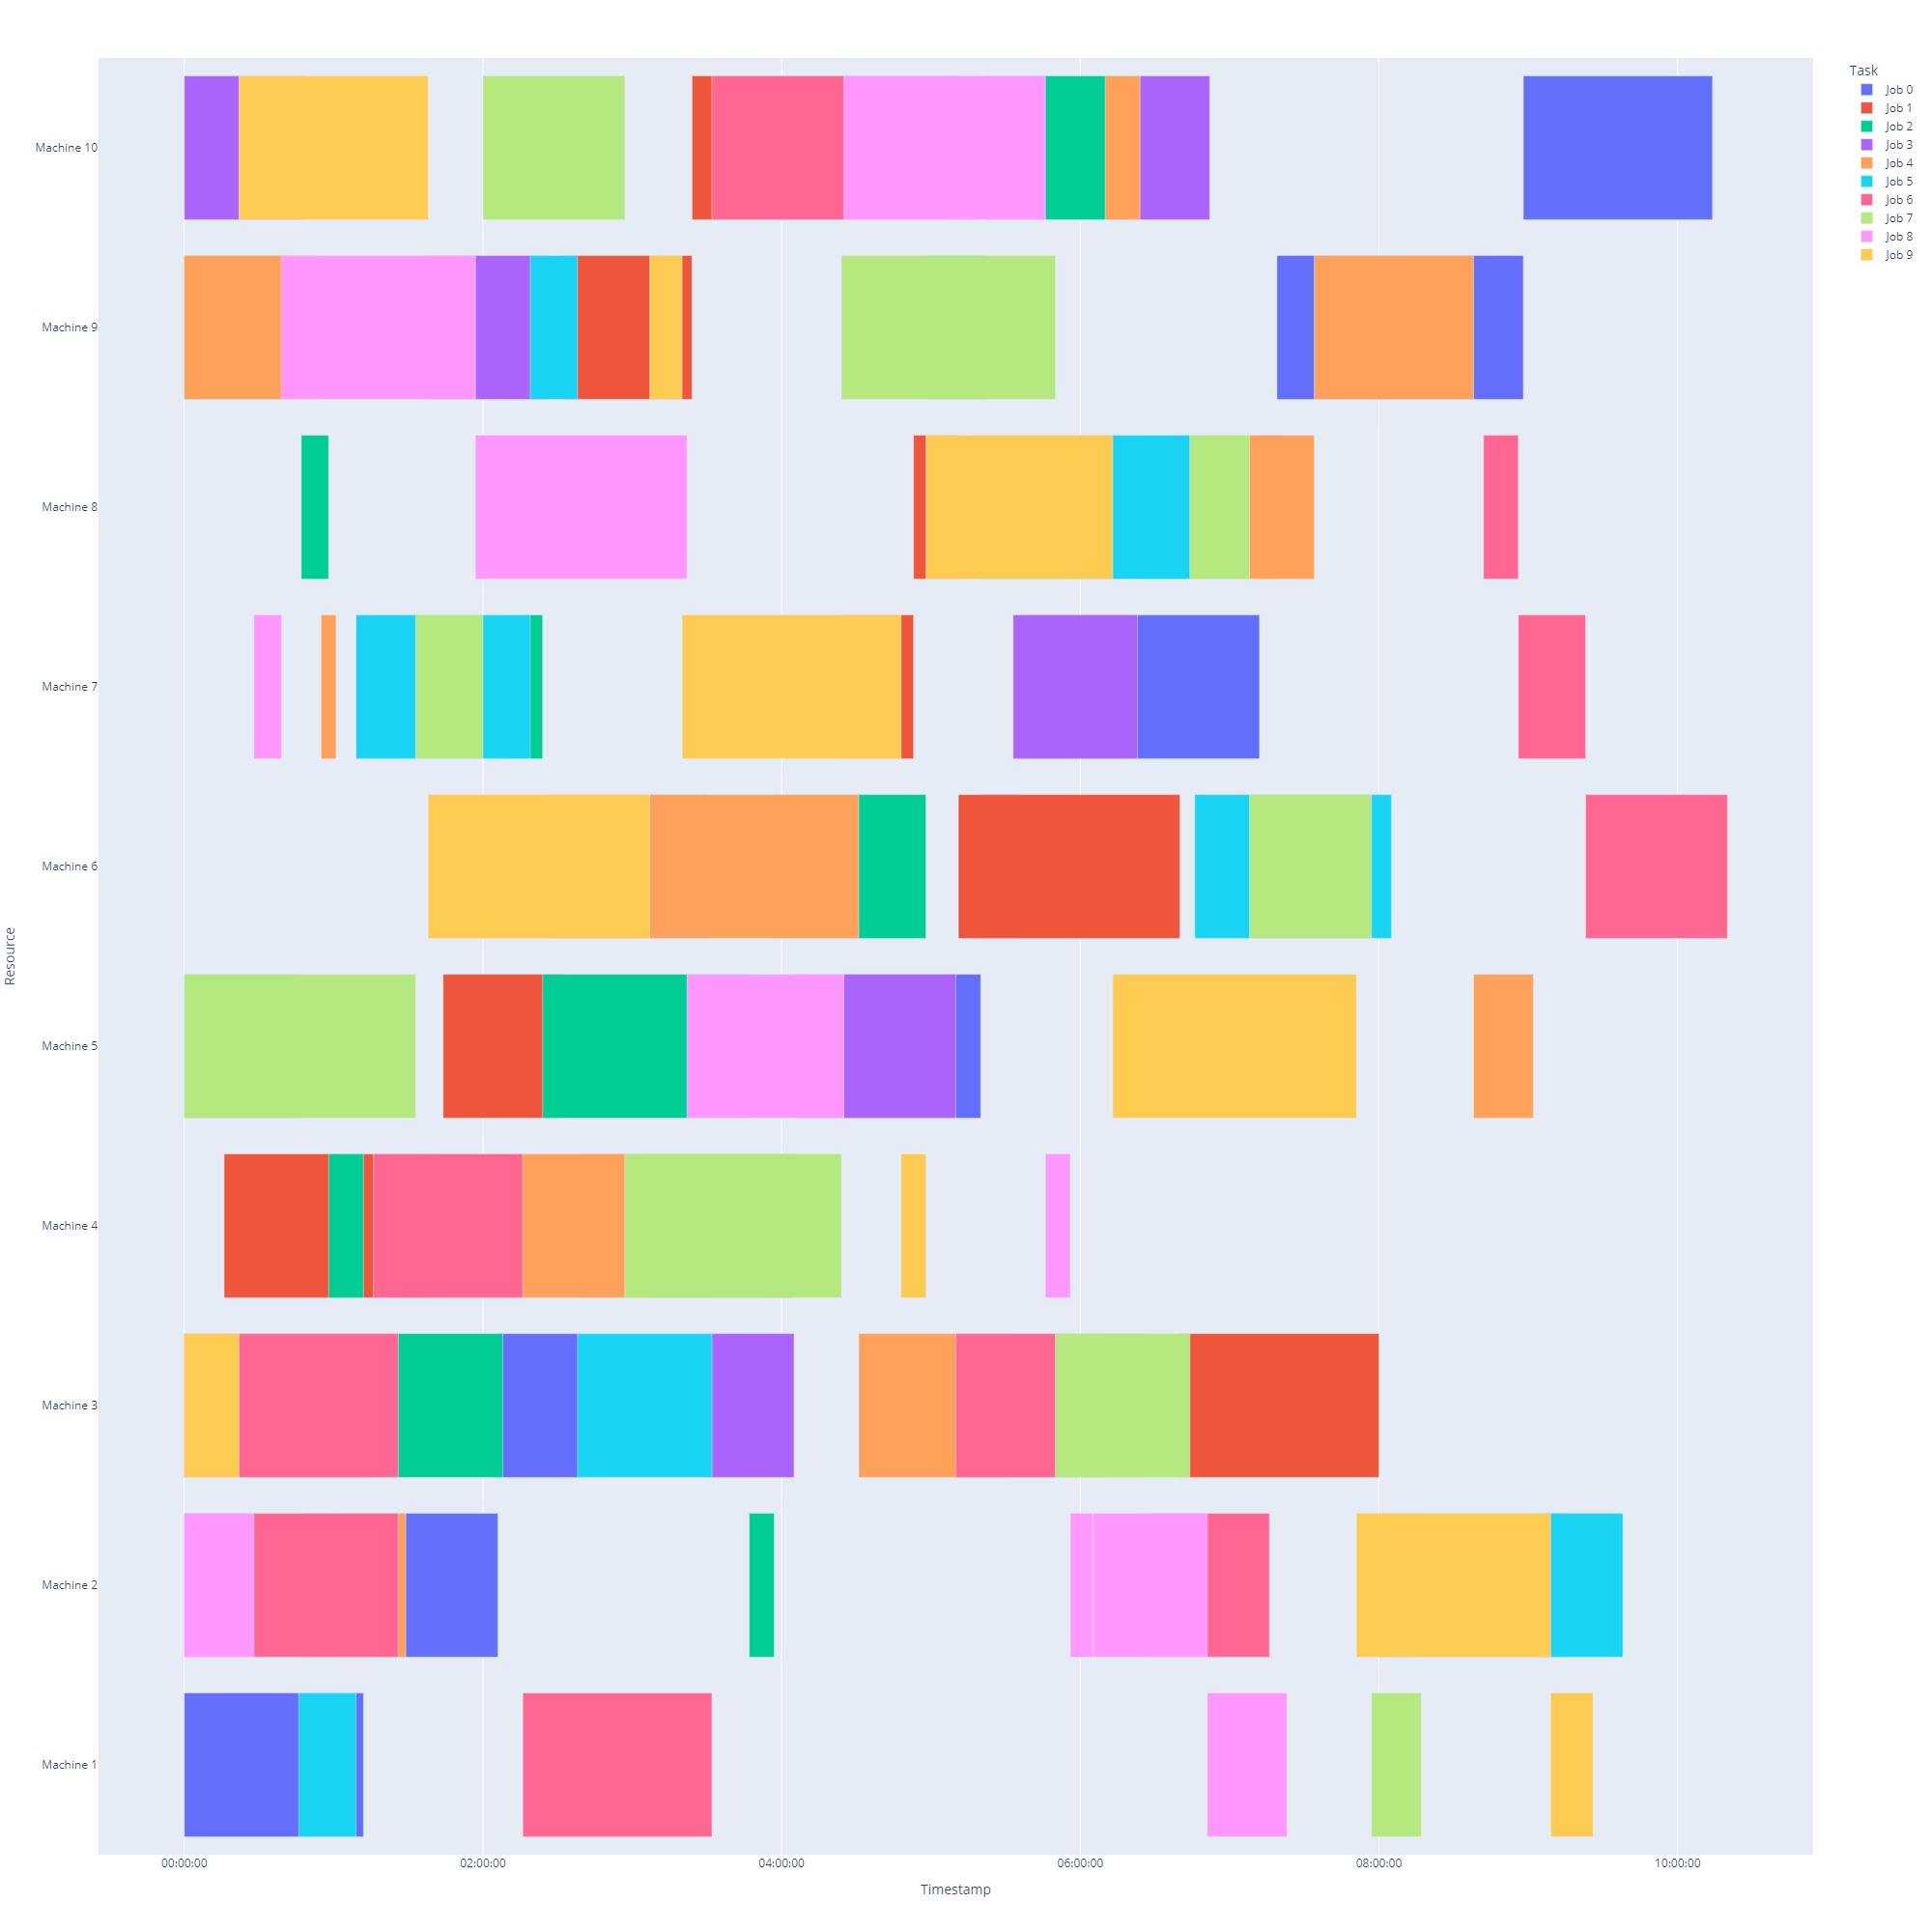 Task
Job 0
Job 1
Job 2
Job 3
Job 4
Job 5
Job 6
Job 7
Job 8
Job 9
Machine 10
Machine 9
Machine 8
Machine 7
Machine 6
Resource
Machine 5
Machine 4
Machine 3
Machine 2
Machine 1
00:00:00 02:00:00 04:00:00 06:00:00 08:00:00 10:00:00
Timestamp